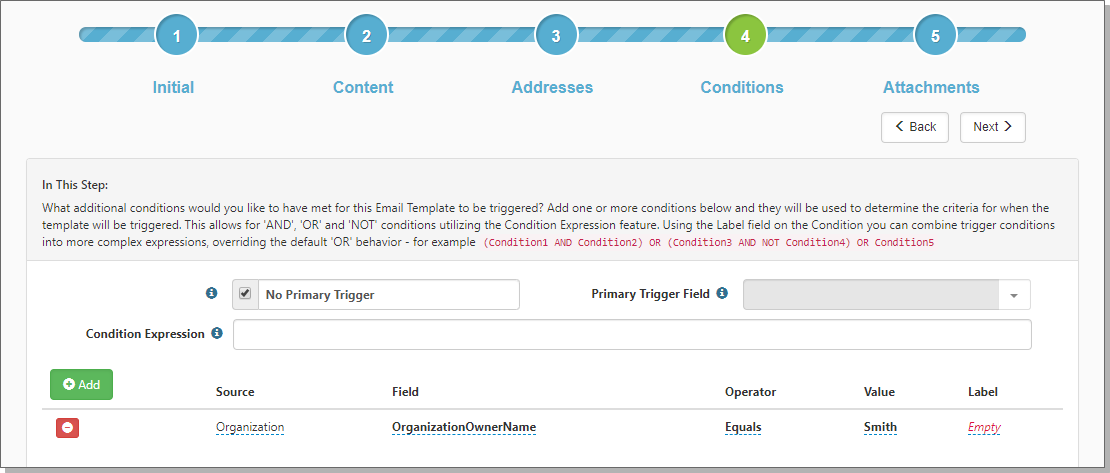 1 2 3 4 5
Initial Content Addresses Conditions Attachments
Back Next
In This Step:
What additional conditions would you like to have met for this Email Template to be triggered? Add one or more conditions below and they will be used to determine the criteria for when the
template will be triggered. This allows for 'AND', 'OR' and 'NOT' conditions utilizing the Condition Expression feature. Using the Label field on the Condition you can combine trigger conditions
into more complex expressions, overriding the default 'OR' behavior - for example (Condition1 AND Condition2) OR (Condition3 AND NOT Condition4) OR Condition5
No Primary Trigger Primary Trigger Field
Condition Expression
Add Source Field Operator Value Label
Organization OrganizationOwnerName Equals Smith Empty